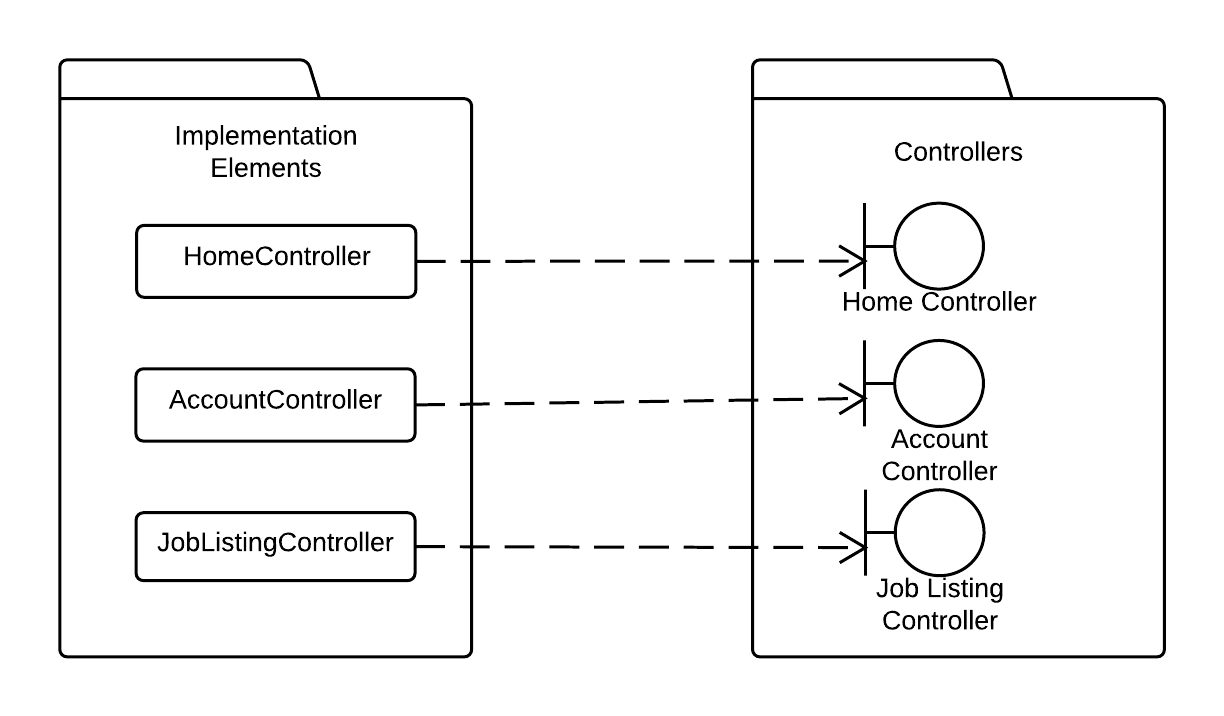 Implementation
Elements
HomeController
AccountController
JobListingController
Controllers
Home Controller
Account
Controller
Job Listing
Controller